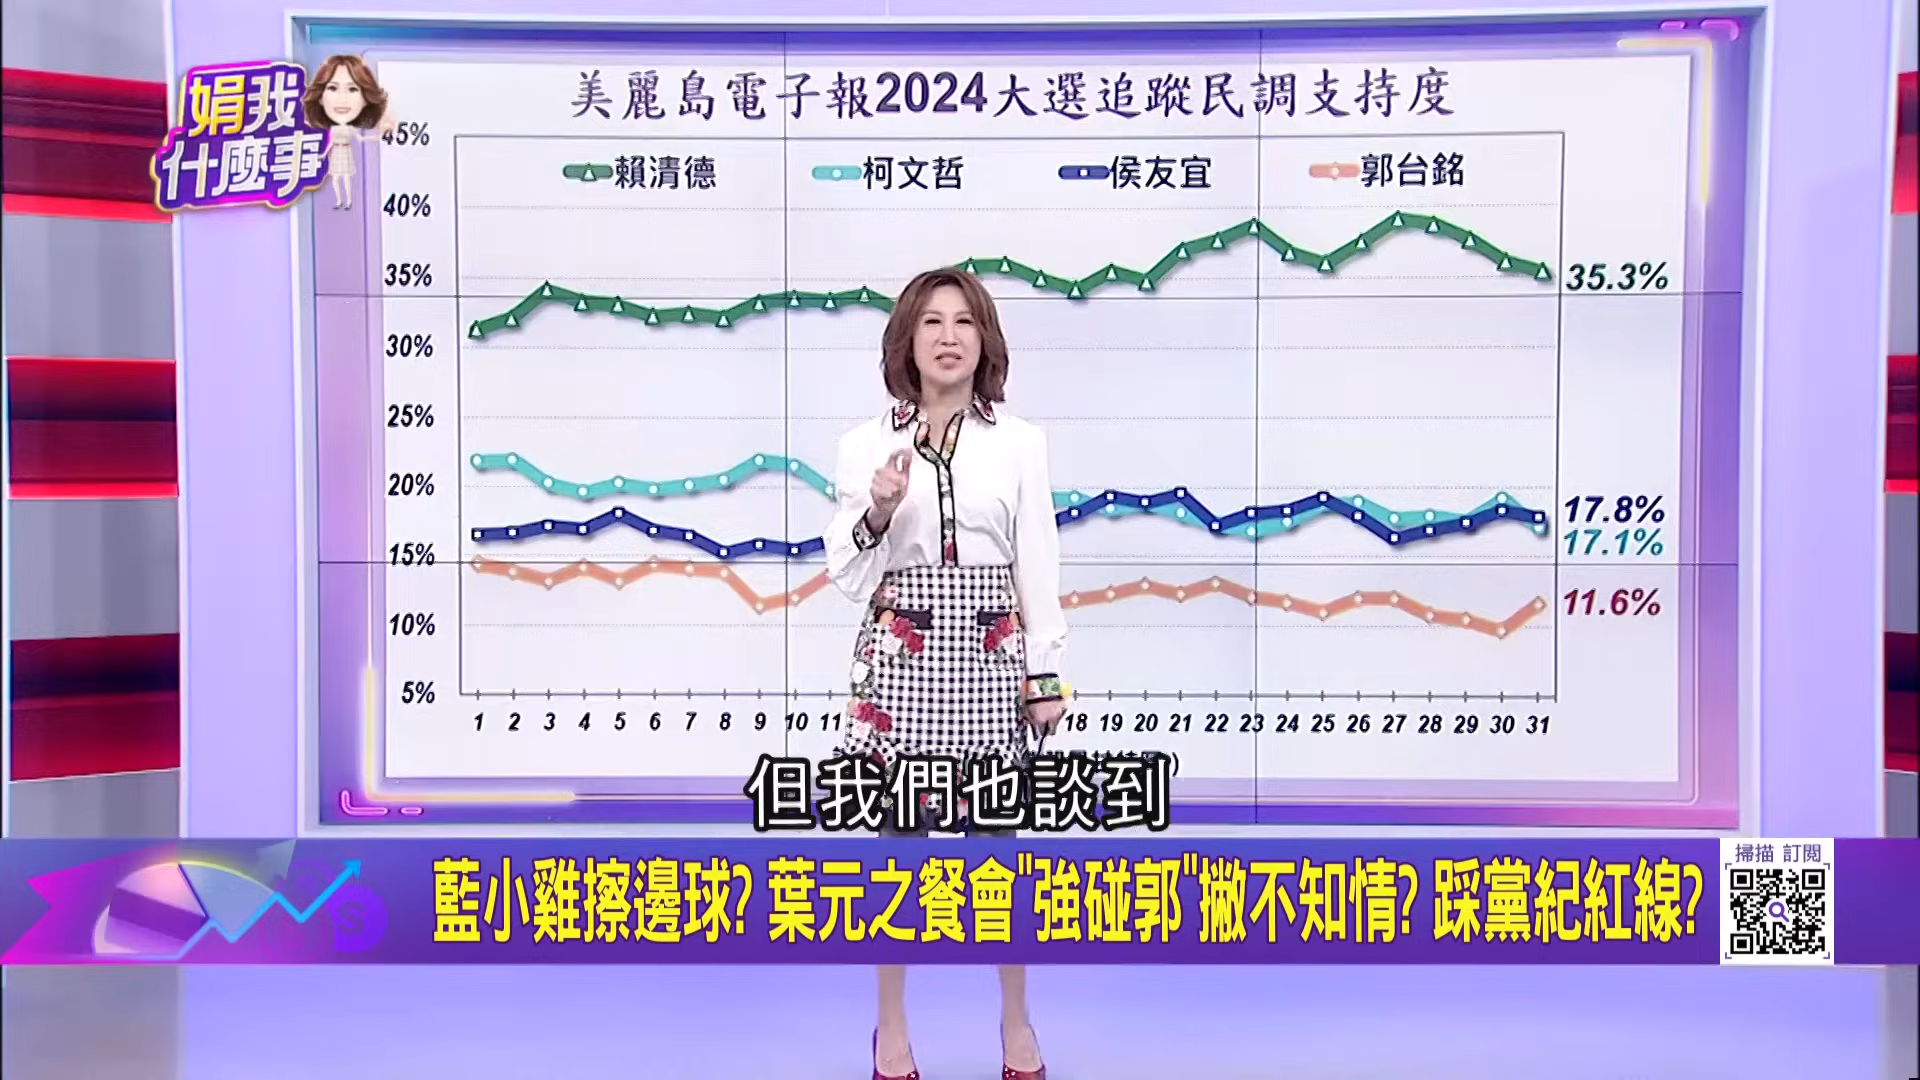 娟我
什麼事
美麗島電子報2024大選追蹤民調支持度
賴清德 柯文哲 侯友宜 郭台銘
45%
40%
35%
30%
25%
20%
15%
10%
5%
35.3%
17.8%
17.1%
11.6%
1 2 3 4 5 6 7 8 9 10 11 18 19 20 21 22 23 24 25 26 27 28 29 30 31
但我們也談到
藍小雞擦邊球? 葉元之餐會"強碰郭"撇不知情? 踩黨紀紅線?
掃描 訂閱